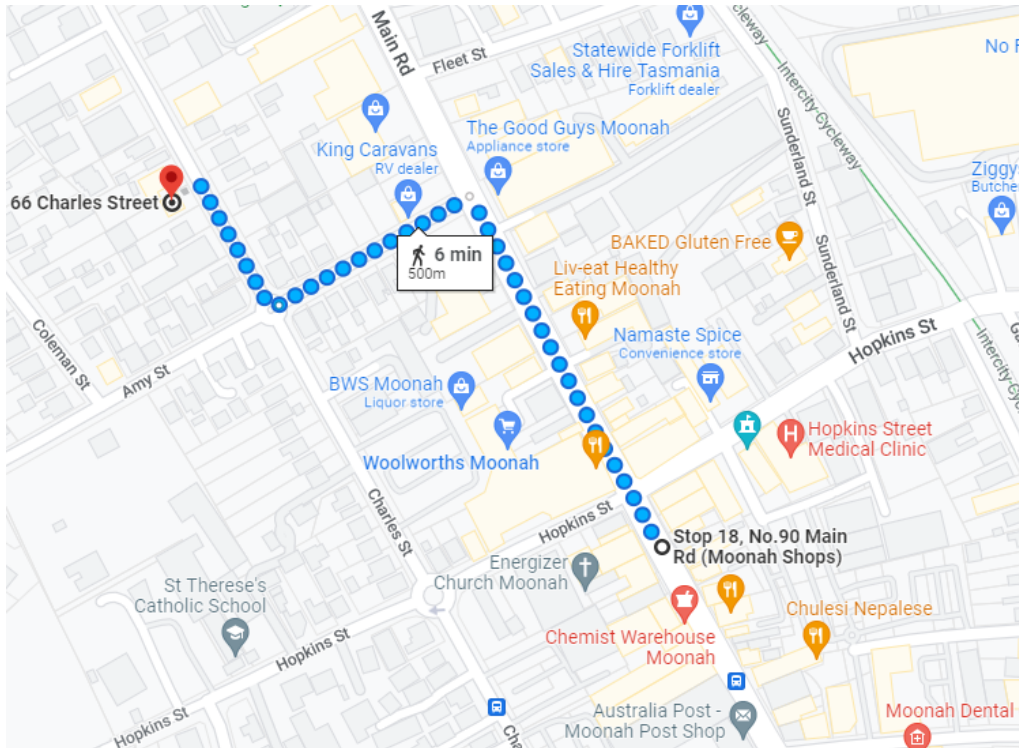 Main Rd
Fleet St
Statewide Forklift
Sales & Hire Tasmania
Forklift dealer
No F
Intercity Cycleway
Sunderland St
The Good Guys Moonah
Appliance store
King Caravans
RV dealer
Ziggys
Butche
66 Charles Street
6 min
500m
BAKED Gluten Free
Sunderland St
Liv-eat Healthy
Eating Moonah
Namaste Spice
Convenience store
Hopkins St
Coleman St
Amy St
BWS Moonah
Liquor store
Woolworths Moonah
H
Hopkins Street
Medical Clinic
Charles St
Hopkins St
Stop 18, No.90 Main
Rd (Moonah Shops)
Energizer
Church Moonah
St Therese's
Catholic School
Chulesi Nepalese
Chemist Warehouse
Moonah
Hopkins St
Hopkins St
Australia Post -
Moonah Post Shop
Moonah Dental